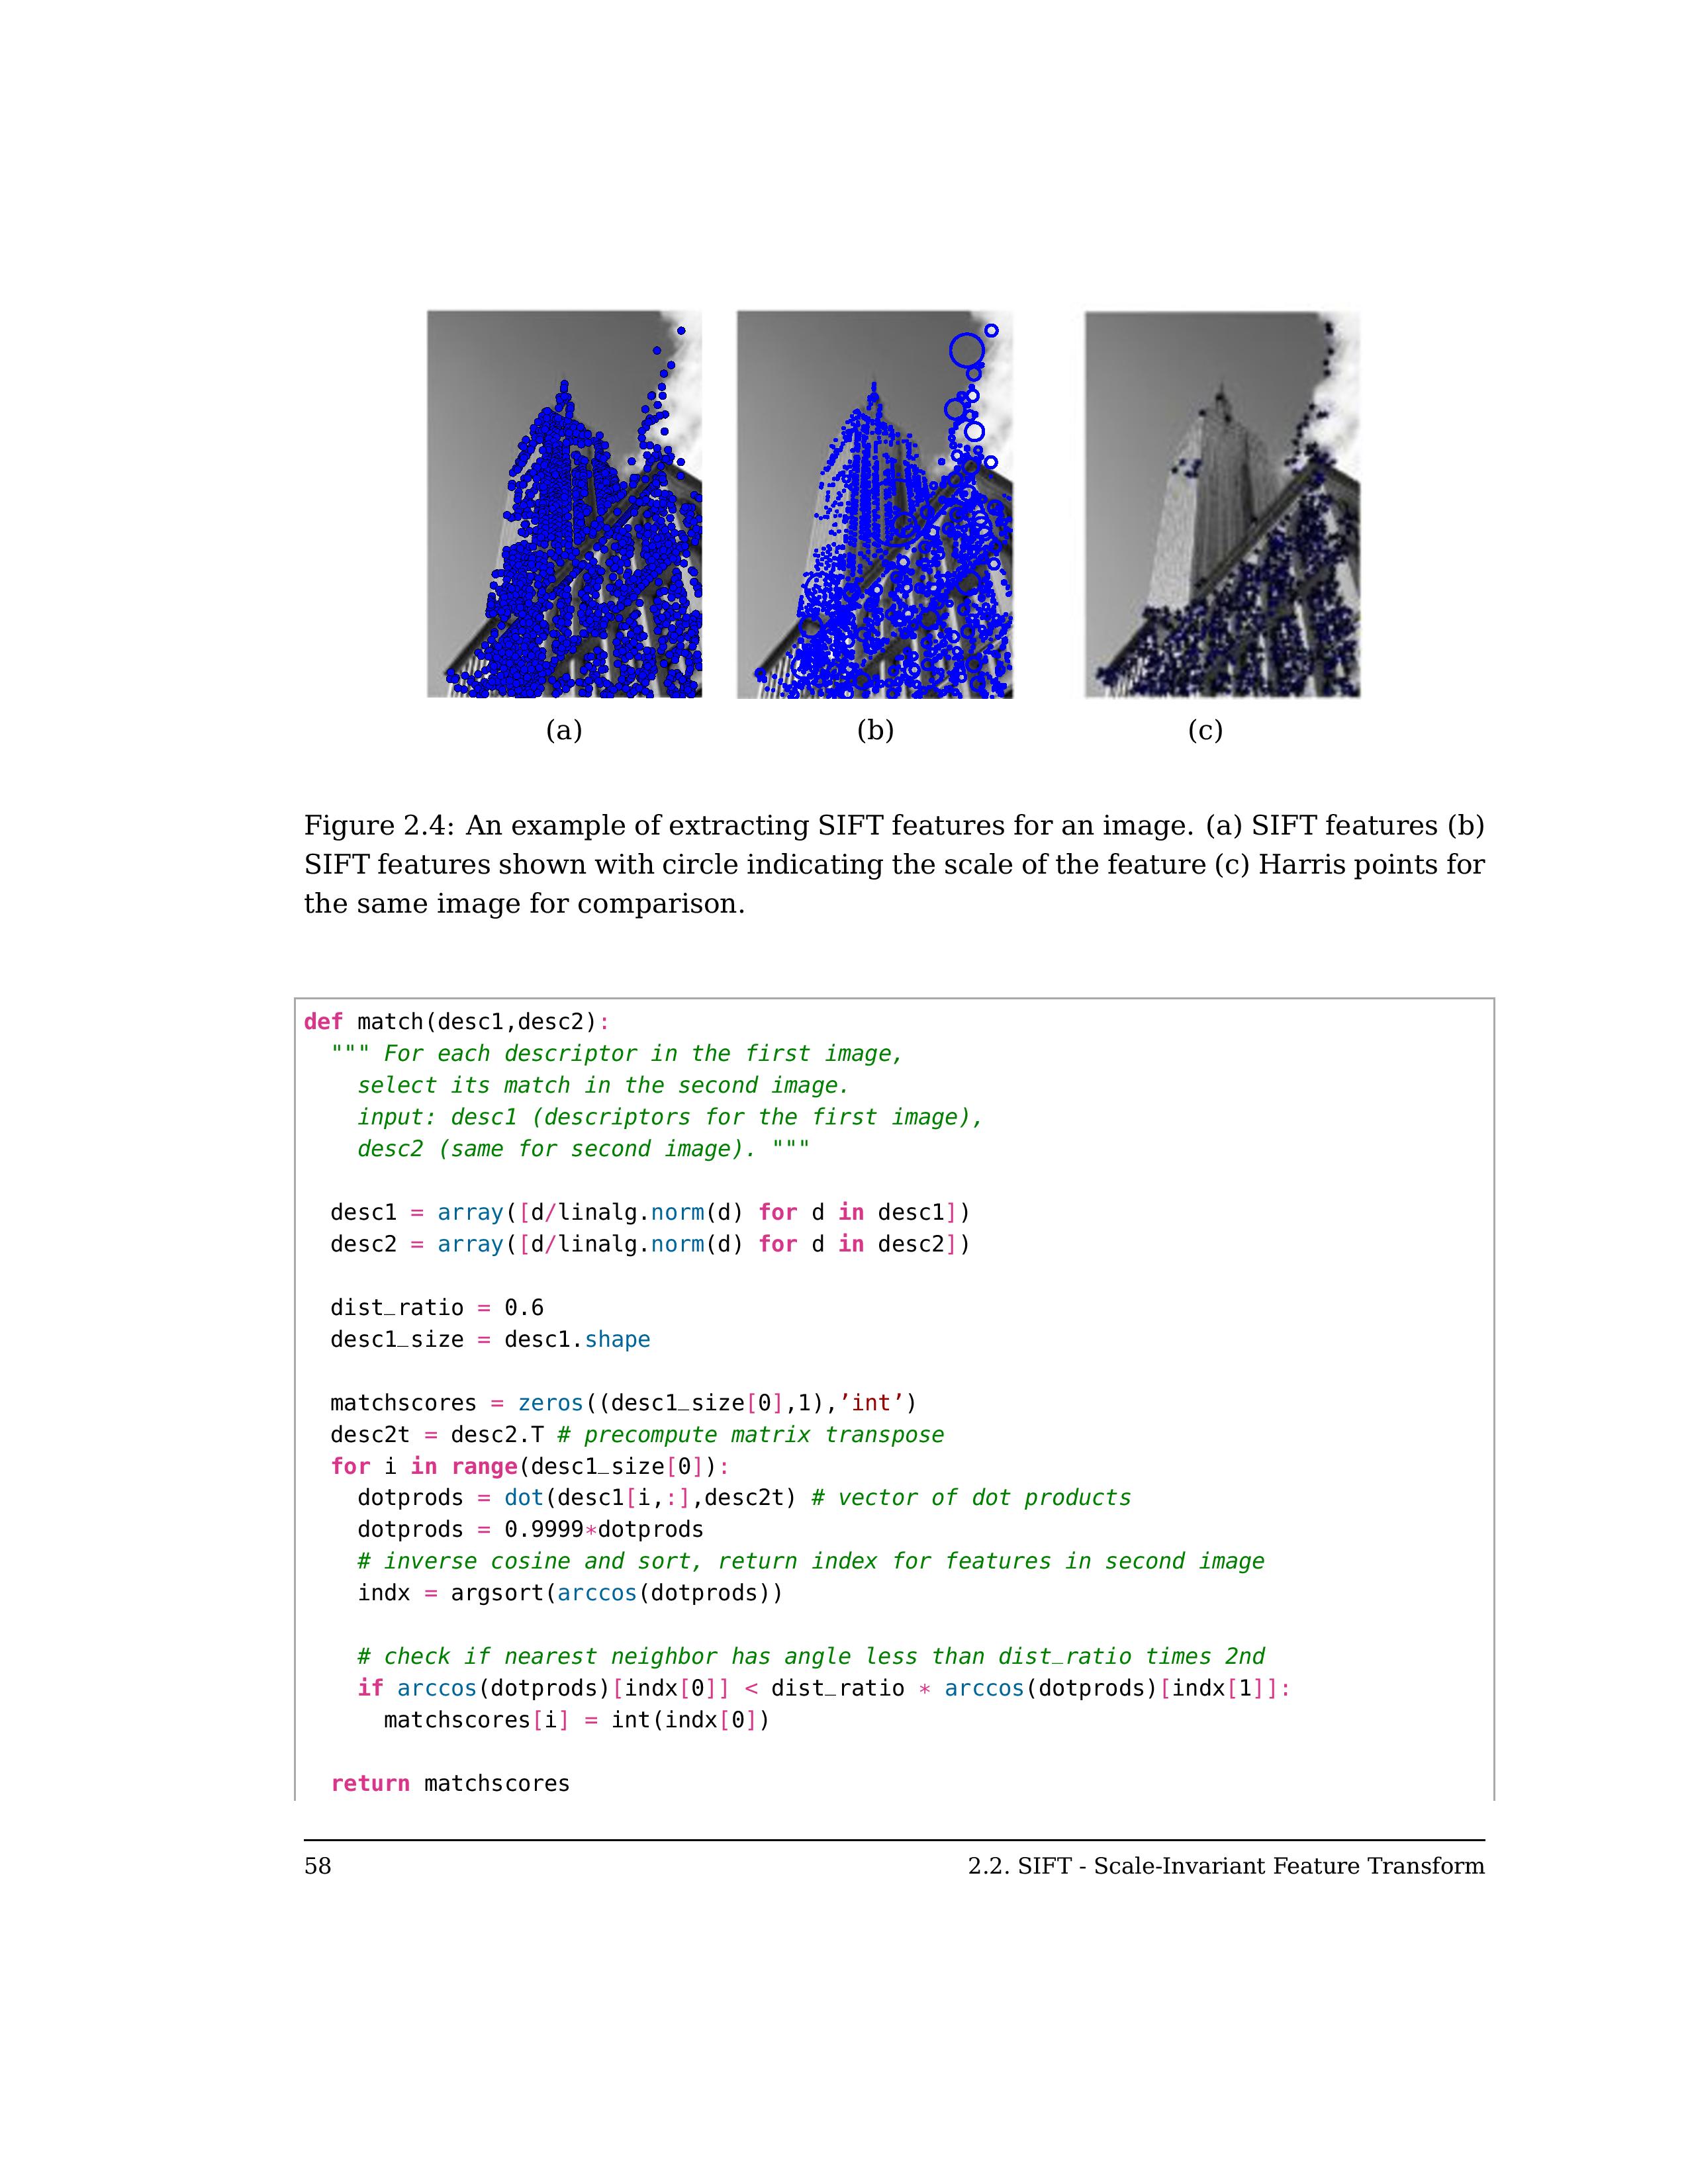 (a)
(b)
(c)
Figure 2.4: An example of extracting SIFT features for an image. (a) SIFT features (b)
SIFT features shown with circle indicating the scale of the feature (c) Harris points for
the same image for comparison.
def match(desc1,desc2):
  """ For each descriptor in the first image,
    select its match in the second image.
    input: desc1 (descriptors for the first image),
    desc2 (same for second image). """
  desc1 = array([d/linalg.norm(d) for d in desc1])
  desc2 = array([d/linalg.norm(d) for d in desc2])
  dist_ratio = 0.6
  desc1_size = desc1.shape
  matchscores = zeros((desc1_size[0],1),’int’)
  desc2t = desc2.T # precompute matrix transpose
  for i in range(desc1_size[0]):
    dotprods = dot(desc1[i,:],desc2t) # vector of dot products
    dotprods = 0.9999*dotprods
    # inverse cosine and sort, return index for features in second image
    indx = argsort(arccos(dotprods))
    # check if nearest neighbor has angle less than dist_ratio times 2nd
    if arccos(dotprods)[indx[0]] < dist_ratio * arccos(dotprods)[indx[1]]:
      matchscores[i] = int(indx[0])
  return matchscores
58
2.2. SIFT - Scale-Invariant Feature Transform